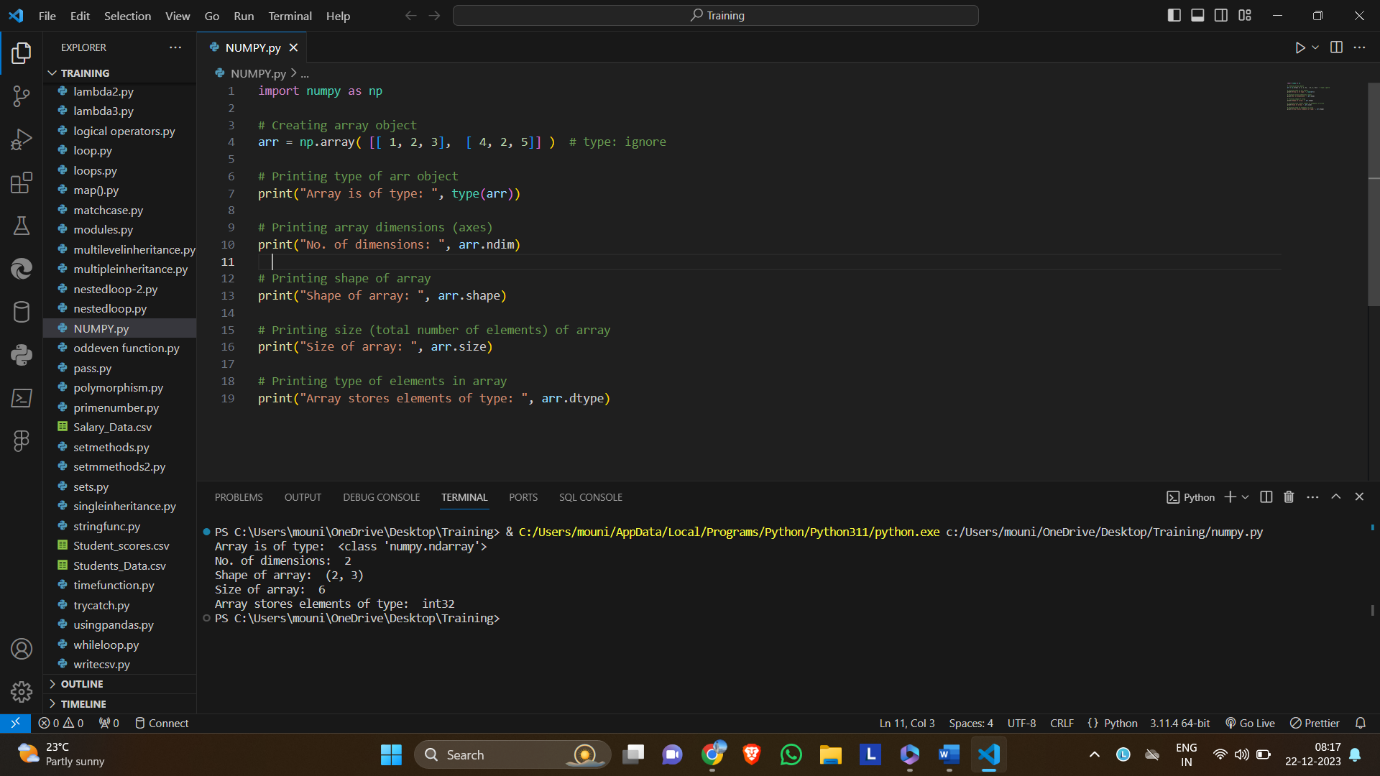 File Edit Selection View Go Run Terminal Help
Training
EXPLORER
NUMPY.py
TRAINING
NUMPY.py > ...
lambda2.py
lambda3.py
logical operators.py
loop.py
loops.py
map().py
matchcase.py
modules.py
multilevelinheritance.py
multipleinheritance.py
nestedloop-2.py
nestedloop.py
NUMPY.py
oddeven function.py
pass.py
polymorphism.py
primenumber.py
Salary_Data.csv
setmethods.py
setmmethods2.py
sets.py
singleinheritance.py
stringfunc.py
Student_scores.csv
Students_Data.csv
timefunction.py
trycatch.py
usingpandas.py
whileloop.py
writecsv.py
OUTLINE
TIMELINE
1 import numpy as np
2
3 # Creating array object
4 arr = np.array( [[ 1, 2, 3],  [ 4, 2, 5]] )  # type: ignore
5
6 # Printing type of arr object
7 print("Array is of type: ", type(arr))
8
9 # Printing array dimensions (axes)
10 print("No. of dimensions: ", arr.ndim)
11
12 # Printing shape of array
13 print("Shape of array: ", arr.shape)
14
15 # Printing size (total number of elements) of array
16 print("Size of array: ", arr.size)
17
18 # Printing type of elements in array
19 print("Array stores elements of type: ", arr.dtype)
PROBLEMS OUTPUT DEBUG CONSOLE TERMINAL PORTS SQL CONSOLE
Python
PS C:\Users\mouni\OneDrive\Desktop\Training> & C:/Users/mouni/AppData/Local/Programs/Python/Python311/python.exe c:/Users/mouni/OneDrive/Desktop/Training/numpy.py
Array is of type:  <class 'numpy.ndarray'>
No. of dimensions:  2
Shape of array:  (2, 3)
Size of array:  6
Array stores elements of type:  int32
PS C:\Users\mouni\OneDrive\Desktop\Training>
0 0 0 Connect
Ln 11, Col 3 Spaces: 4 UTF-8 CRLF {} Python 3.11.4 64-bit Go Live Prettier
23°C
Partly sunny
Search
L
W
L
ENG
IN
08:17
22-12-2023